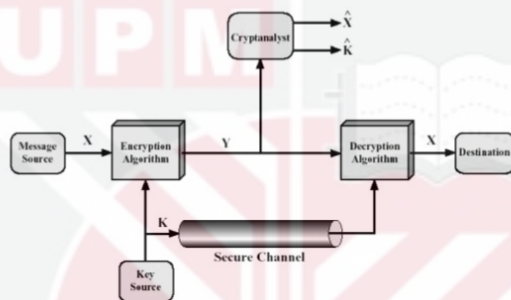 UPM
Cryptanalyst
X̂
K̂
Message
Source
X
Encryption
Algorithm
Y
Decryption
Algorithm
X
Destination
K
Secure Channel
Key
Source